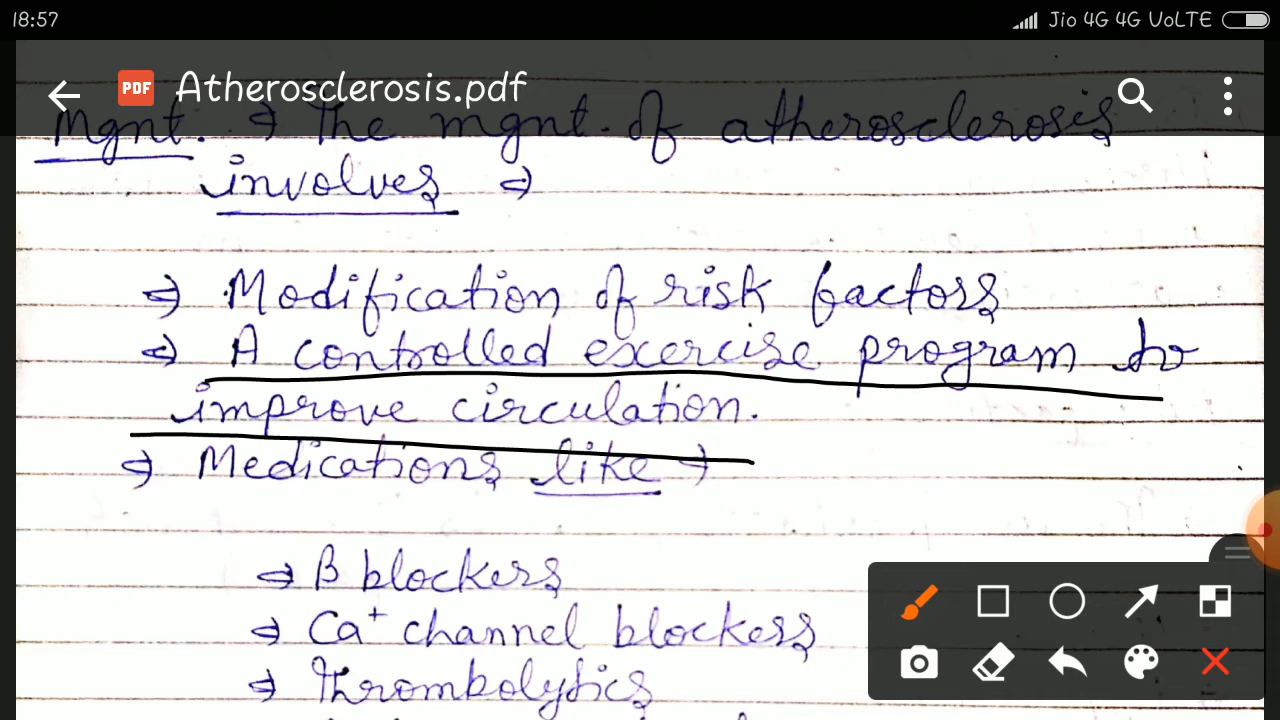 18:57 Jio 4G 4G VoLTE
PDF Atherosclerosis.pdf
Mgnt. ⇒ The mgnt. of atherosclerosis
involves ⇒
⇒ Modification of risk factors
⇒ A controlled exercise program to
improve circulation.
⇒ Medications like →
⇒ β blockers
⇒ Ca⁺ channel blockers
⇒ Thrombolytics